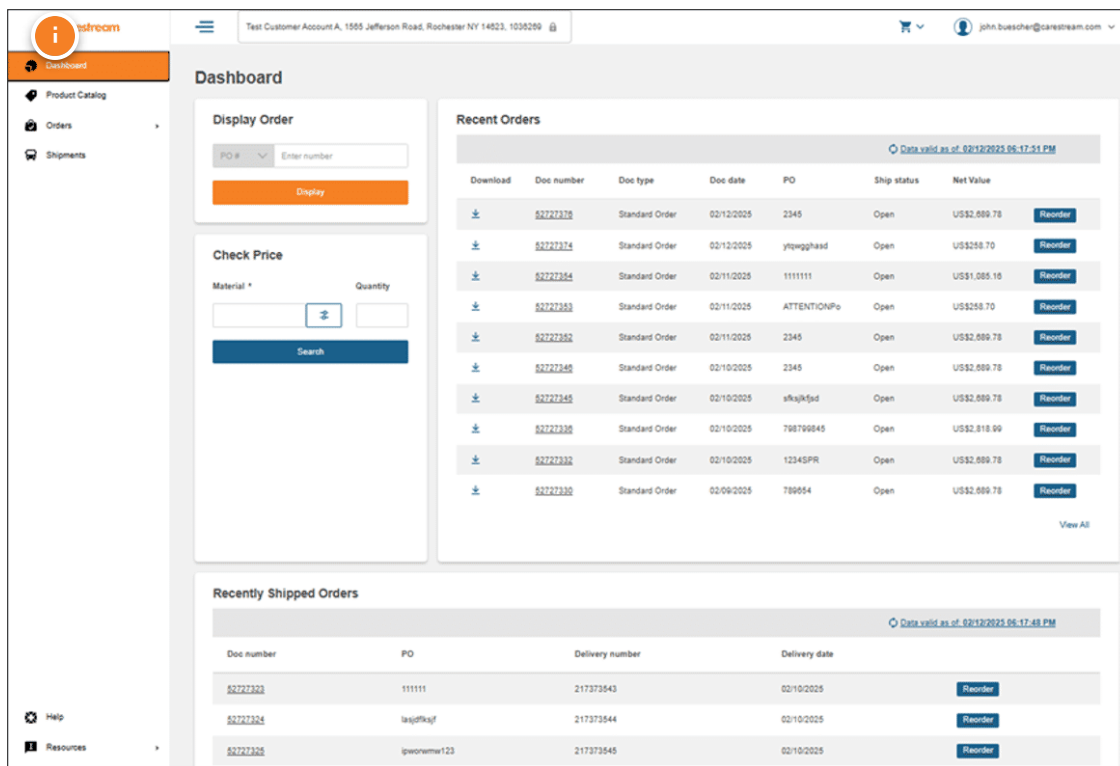 i
estream
Test Customer Account A, 1565 Jefferson Road, Rochester NY 14623, 1036269
john.buescher@carestream.com
Dashboard
Product Catalog
Orders
Shipments
Help
Resources
Dashboard
Display Order
PO #
Enter number
Display
Check Price
Material *
Quantity
Search
Recent Orders
Data valid as of: 02/12/2025 06:17:51 PM
Download Doc number Doc type Doc date PO Ship status Net Value
52727376 Standard Order 02/12/2025 2345 Open US$2,689.78 Reorder
52727374 Standard Order 02/12/2025 ytqwgghasd Open US$258.70 Reorder
52727354 Standard Order 02/11/2025 1111111 Open US$1,085.16 Reorder
52727353 Standard Order 02/11/2025 ATTENTIONPo Open US$258.70 Reorder
52727352 Standard Order 02/11/2025 2345 Open US$2,689.78 Reorder
52727346 Standard Order 02/10/2025 2345 Open US$2,689.78 Reorder
52727345 Standard Order 02/10/2025 sfksjlkfjsd Open US$2,689.78 Reorder
52727336 Standard Order 02/10/2025 798799845 Open US$2,818.99 Reorder
52727332 Standard Order 02/10/2025 1234SPR Open US$2,689.78 Reorder
52727330 Standard Order 02/09/2025 789654 Open US$2,689.78 Reorder
View All
Recently Shipped Orders
Data valid as of: 02/12/2025 06:17:48 PM
Doc number PO Delivery number Delivery date
52727323 111111 217373543 02/10/2025 Reorder
52727324 lasjdflksjf 217373544 02/10/2025 Reorder
52727325 ipworwmw123 217373545 02/10/2025 Reorder